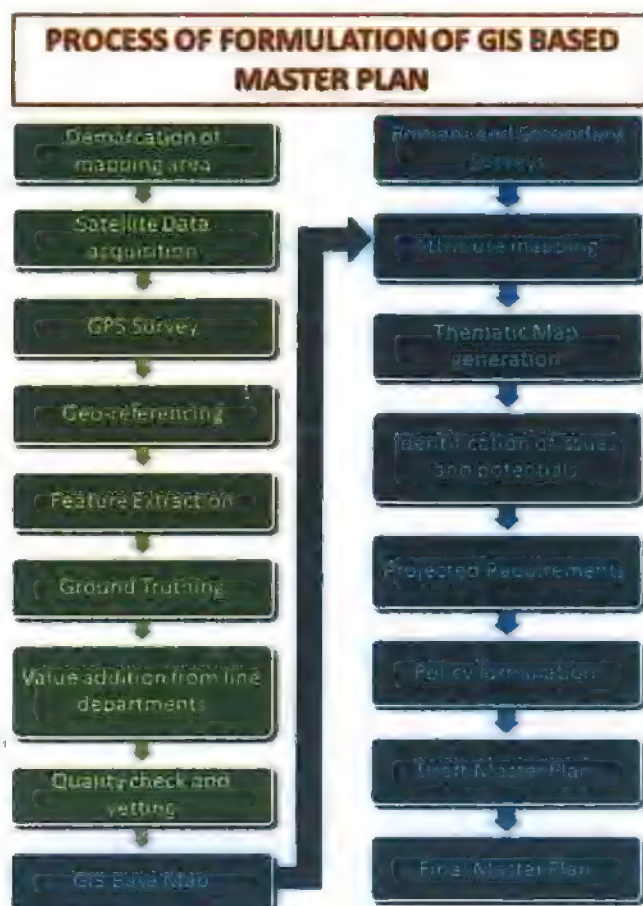 PROCESS OF FORMULATION OF GIS BASED
MASTER PLAN
Demarcation of
mapping area
Satellite Data
acquisition
GPS Survey
Geo-referencing
Feature Extraction
Ground Truthing
Value addition from line
departments
Quality check and
vetting
GIS Base Map
Primary and Secondary
Surveys
Attribute mapping
Thematic Map
generation
Identification of issues
and potentials
Projected Requirements
Policy formulation
Draft Master Plan
Final Master Plan